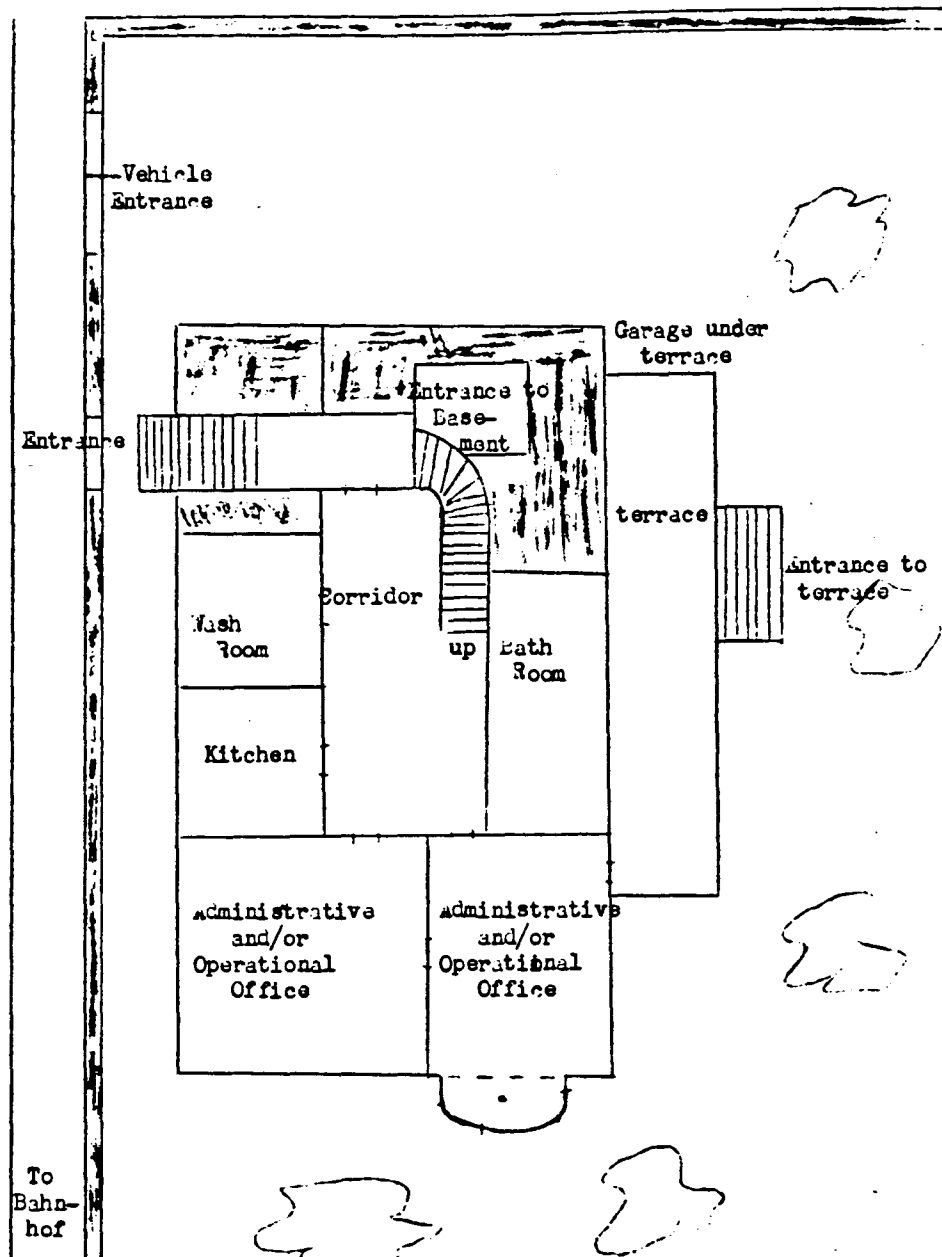 Vehicle
Entrance
Garage under
terrace
Entrance to
Base-
ment
Entrance
terrace
Entrance to
terrace
Corridor
Wash
Room
up
Bath
Room
Kitchen
Administrative
and/or
Operational
Office
Administrative
and/or
Operational
Office
To
Bahn-
hof